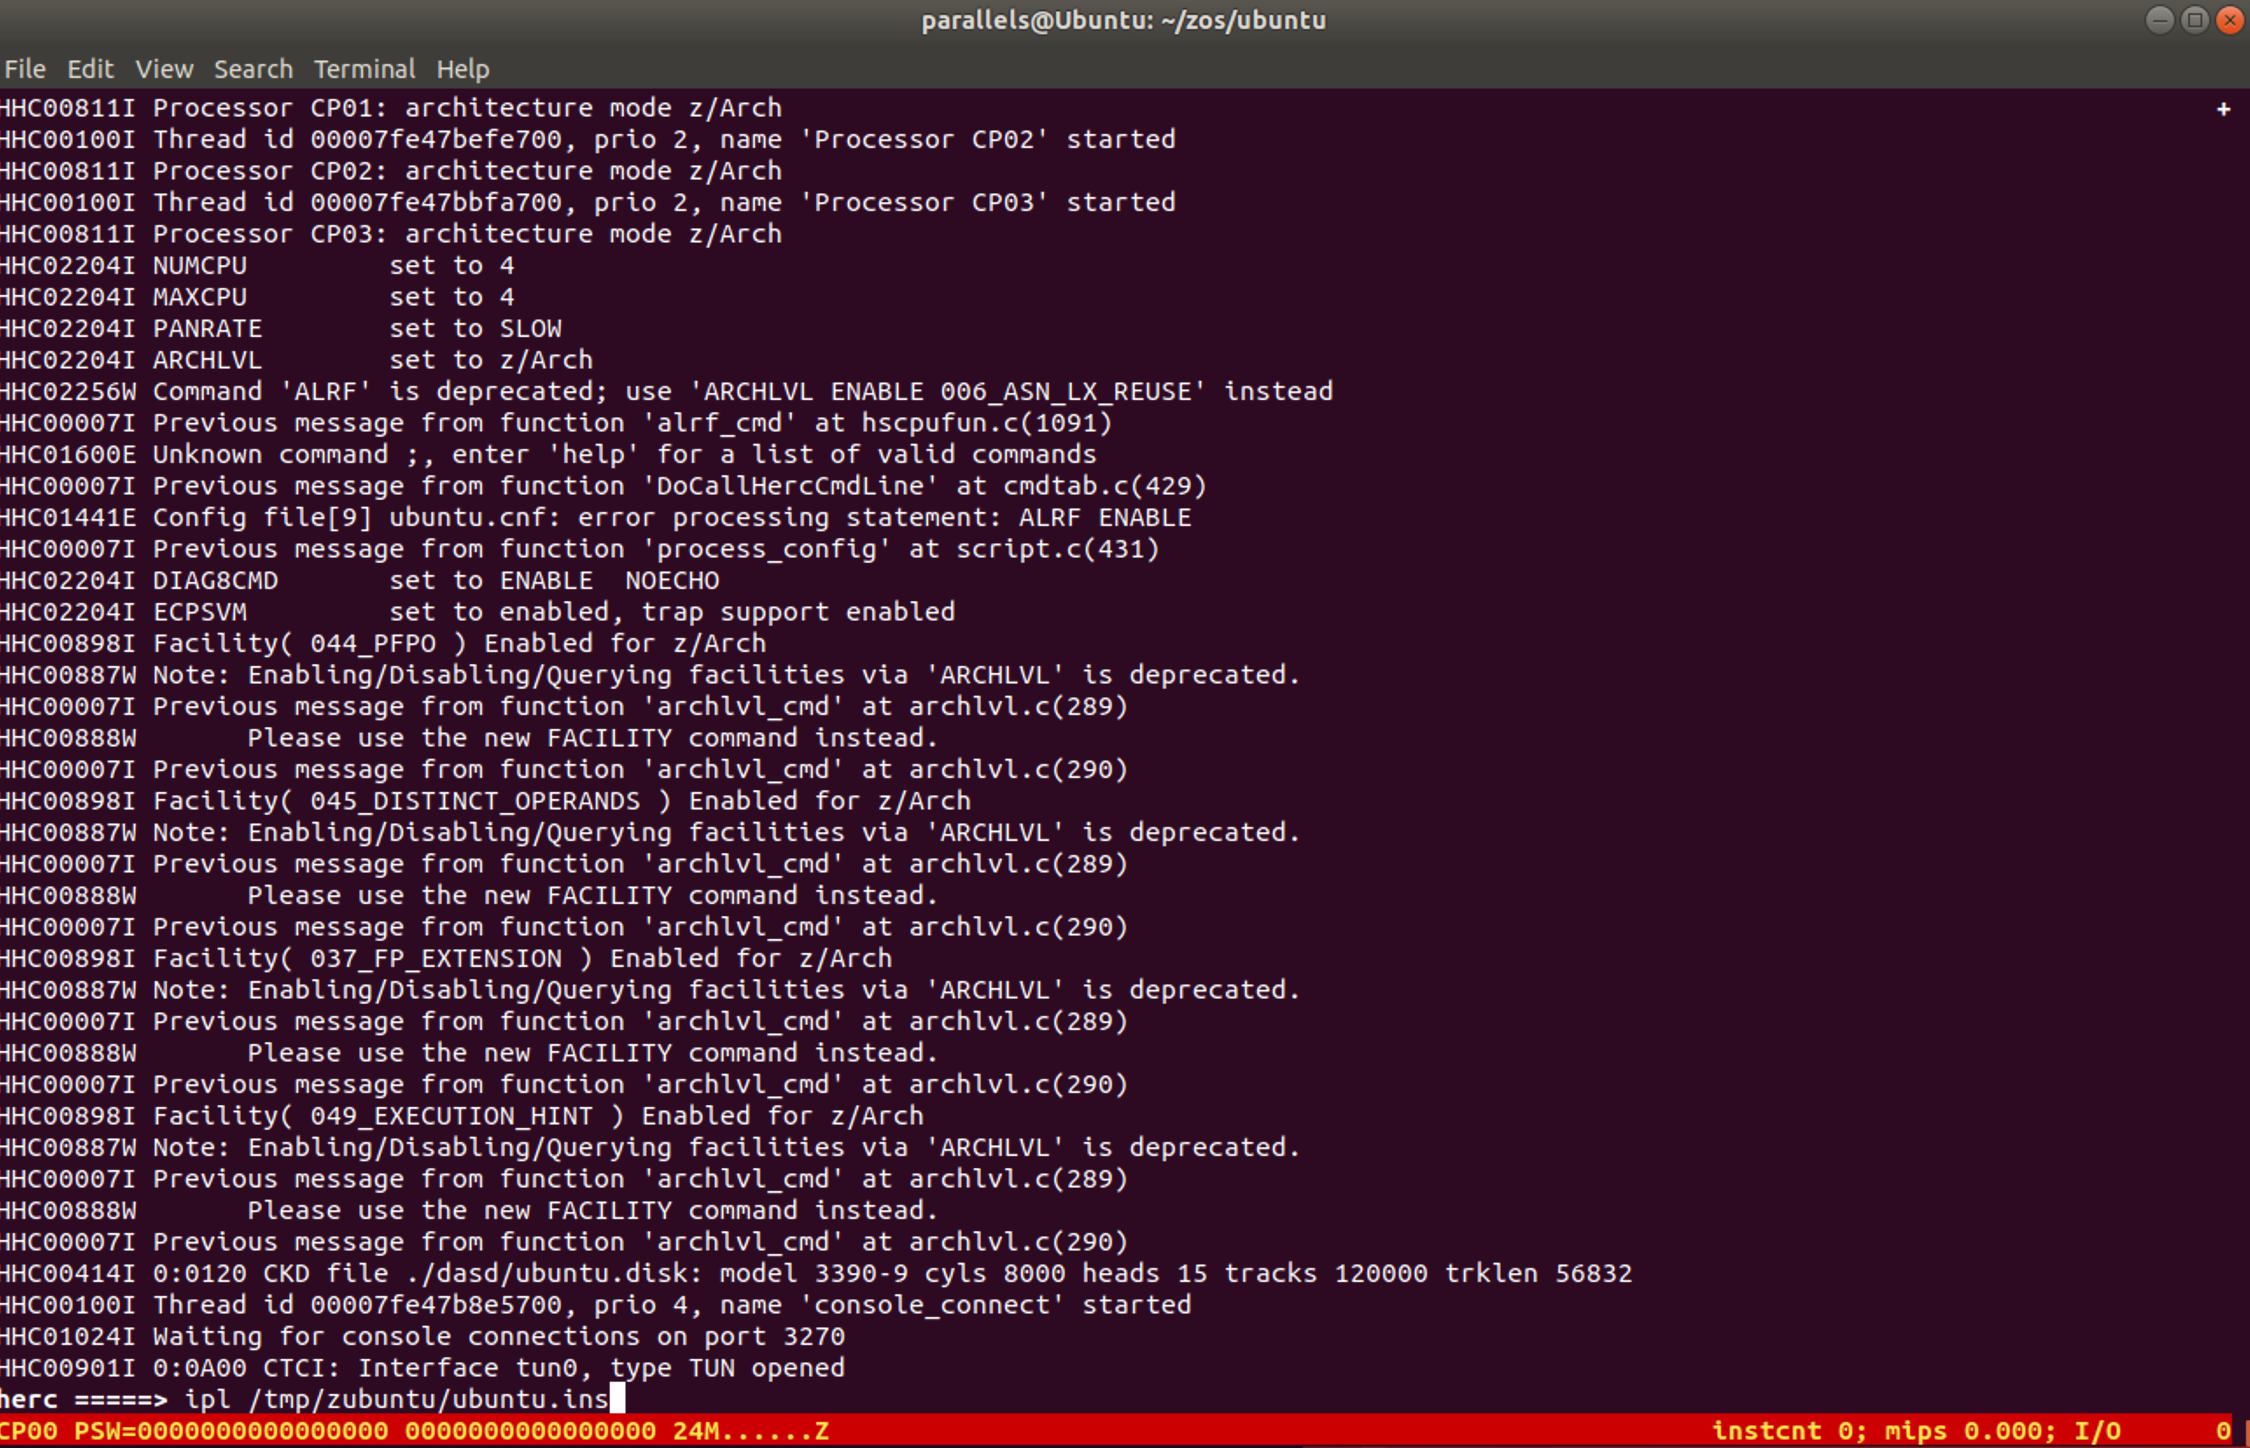 parallels@Ubuntu: ~/zos/ubuntu
File Edit View Search Terminal Help
HHC00811I Processor CP01: architecture mode z/Arch +
HHC00100I Thread id 00007fe47befe700, prio 2, name 'Processor CP02' started
HHC00811I Processor CP02: architecture mode z/Arch
HHC00100I Thread id 00007fe47bbfa700, prio 2, name 'Processor CP03' started
HHC00811I Processor CP03: architecture mode z/Arch
HHC02204I NUMCPU         set to 4
HHC02204I MAXCPU         set to 4
HHC02204I PANRATE        set to SLOW
HHC02204I ARCHLVL        set to z/Arch
HHC02256W Command 'ALRF' is deprecated; use 'ARCHLVL ENABLE 006_ASN_LX_REUSE' instead
HHC00007I Previous message from function 'alrf_cmd' at hscpufun.c(1091)
HHC01600E Unknown command ;, enter 'help' for a list of valid commands
HHC00007I Previous message from function 'DoCallHercCmdLine' at cmdtab.c(429)
HHC01441E Config file[9] ubuntu.cnf: error processing statement: ALRF ENABLE
HHC00007I Previous message from function 'process_config' at script.c(431)
HHC02204I DIAG8CMD       set to ENABLE  NOECHO
HHC02204I ECPSVM         set to enabled, trap support enabled
HHC00898I Facility( 044_PFPO ) Enabled for z/Arch
HHC00887W Note: Enabling/Disabling/Querying facilities via 'ARCHLVL' is deprecated.
HHC00007I Previous message from function 'archlvl_cmd' at archlvl.c(289)
HHC00888W       Please use the new FACILITY command instead.
HHC00007I Previous message from function 'archlvl_cmd' at archlvl.c(290)
HHC00898I Facility( 045_DISTINCT_OPERANDS ) Enabled for z/Arch
HHC00887W Note: Enabling/Disabling/Querying facilities via 'ARCHLVL' is deprecated.
HHC00007I Previous message from function 'archlvl_cmd' at archlvl.c(289)
HHC00888W       Please use the new FACILITY command instead.
HHC00007I Previous message from function 'archlvl_cmd' at archlvl.c(290)
HHC00898I Facility( 037_FP_EXTENSION ) Enabled for z/Arch
HHC00887W Note: Enabling/Disabling/Querying facilities via 'ARCHLVL' is deprecated.
HHC00007I Previous message from function 'archlvl_cmd' at archlvl.c(289)
HHC00888W       Please use the new FACILITY command instead.
HHC00007I Previous message from function 'archlvl_cmd' at archlvl.c(290)
HHC00898I Facility( 049_EXECUTION_HINT ) Enabled for z/Arch
HHC00887W Note: Enabling/Disabling/Querying facilities via 'ARCHLVL' is deprecated.
HHC00007I Previous message from function 'archlvl_cmd' at archlvl.c(289)
HHC00888W       Please use the new FACILITY command instead.
HHC00007I Previous message from function 'archlvl_cmd' at archlvl.c(290)
HHC00414I 0:0120 CKD file ./dasd/ubuntu.disk: model 3390-9 cyls 8000 heads 15 tracks 120000 trklen 56832
HHC00100I Thread id 00007fe47b8e5700, prio 4, name 'console_connect' started
HHC01024I Waiting for console connections on port 3270
HHC00901I 0:0A00 CTCI: Interface tun0, type TUN opened
herc =====> ipl /tmp/zubuntu/ubuntu.ins
CP00 PSW=0000000000000000 0000000000000000 24M......Z instcnt 0; mips 0.000; I/O      0